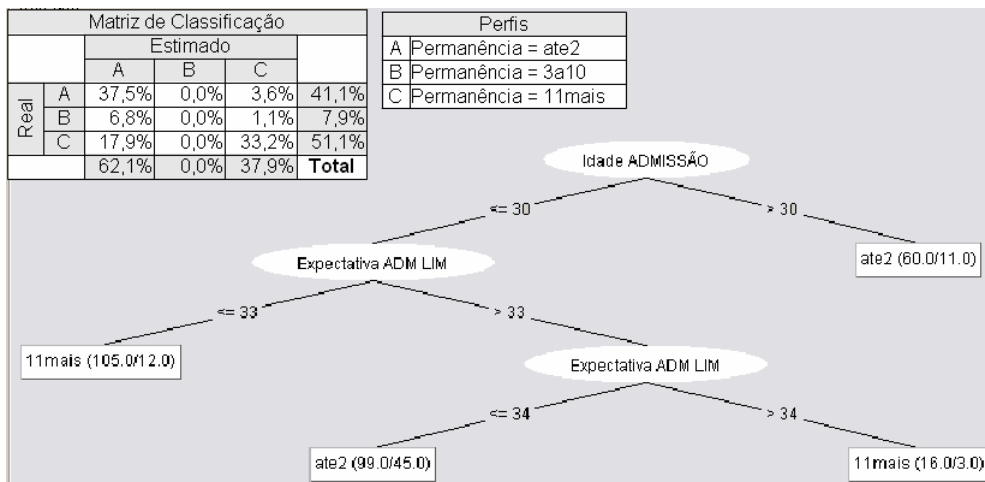 Matriz de Classificação
Estimado
A B C
Real
A 37,5% 0,0% 3,6% 41,1%
B 6,8% 0,0% 1,1% 7,9%
C 17,9% 0,0% 33,2% 51,1%
62,1% 0,0% 37,9% Total
Perfis
A Permanência = ate2
B Permanência = 3a10
C Permanência = 11mais
Idade ADMISSÃO
<= 30 > 30
Expectativa ADM LIM
ate2 (60.0/11.0)
<= 33 > 33
11mais (105.0/12.0)
Expectativa ADM LIM
<= 34 > 34
ate2 (99.0/45.0)
11mais (16.0/3.0)